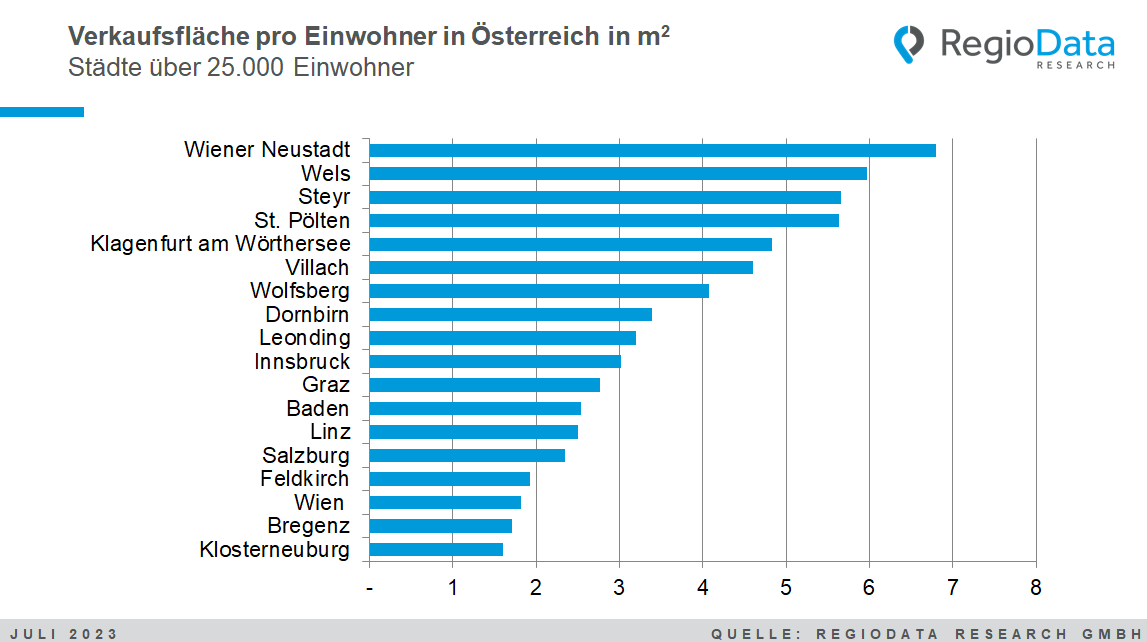 Verkaufsfläche pro Einwohner in Österreich in m²
Städte über 25.000 Einwohner
RegioData
RESEARCH
Wiener Neustadt
Wels
Steyr
St. Pölten
Klagenfurt am Wörthersee
Villach
Wolfsberg
Dornbirn
Leonding
Innsbruck
Graz
Baden
Linz
Salzburg
Feldkirch
Wien
Bregenz
Klosterneuburg
- 1 2 3 4 5 6 7 8
JULI 2023
QUELLE: REGIODATA RESEARCH GMBH